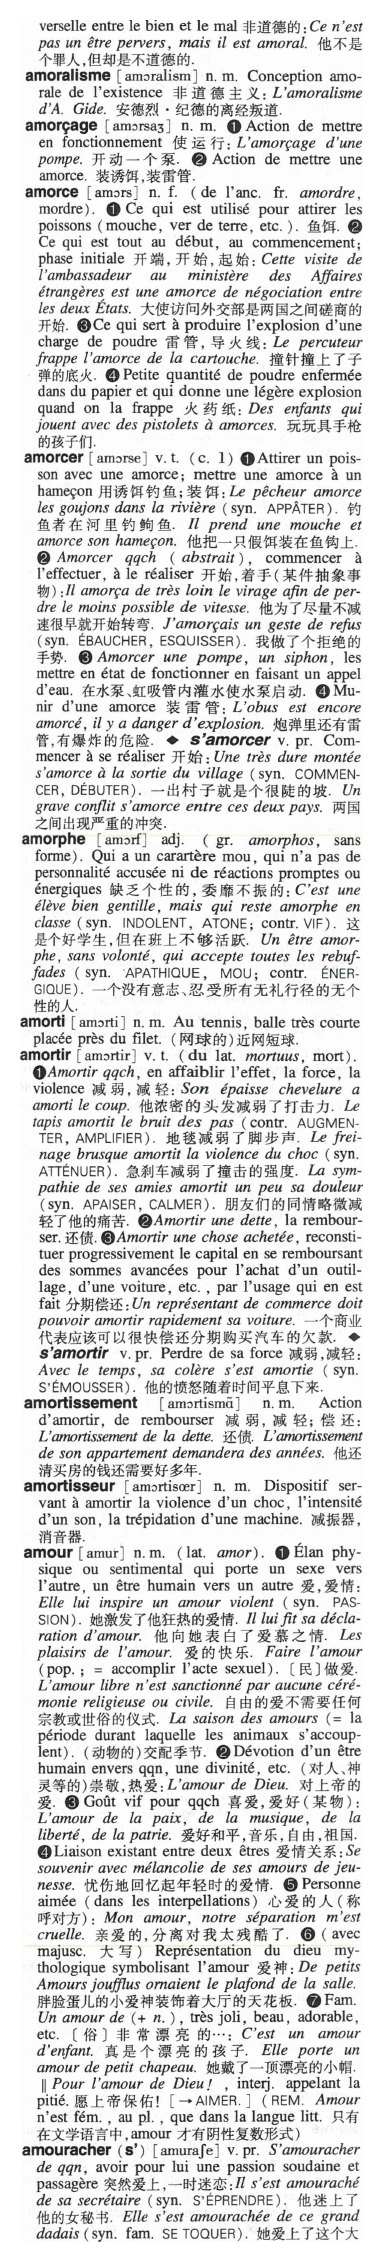 verselle entre le bien et le mal 非道德的: Ce n'est
pas un être pervers, mais il est amoral. 他不是
个罪人,但却是不道德的.
amoralisme [amɔralism] n. m. Conception amo-
rale de l'existence 非道德主义: L'amoralisme
d'A. Gide. 安德烈·纪德的离经叛道.
amorçage [amɔrsaʒ] n. m. ❶ Action de mettre
en fonctionnement 使运行: L'amorçage d'une
pompe. 开动一个泵. ❷ Action de mettre une
amorce. 装诱饵,装雷管.
amorce [amɔrs] n. f. (de l'anc. fr. amordre,
mordre). ❶ Ce qui est utilisé pour attirer les
poissons (mouche, ver de terre, etc.). 鱼饵. ❷
Ce qui est tout au début, au commencement;
phase initiale 开端,开始,起始: Cette visite de
l'ambassadeur au ministère des Affaires
étrangères est une amorce de négociation entre
les deux États. 大使访问外交部是两国之间磋商的
开始. ❸ Ce qui sert à produire l'explosion d'une
charge de poudre 雷管,导火线: Le percuteur
frappe l'amorce de la cartouche. 撞针撞上了子
弹的底火. ❹ Petite quantité de poudre enfermée
dans du papier et qui donne une légère explosion
quand on la frappe 火药纸: Des enfants qui
jouent avec des pistolets à amorces. 玩玩具手枪
的孩子们.
amorcer [amɔrse] v. t. (c. 1) ❶ Attirer un pois-
son avec une amorce; mettre une amorce à un
hameçon 用诱饵钓鱼;装饵: Le pêcheur amorce
les goujons dans la rivière (syn. APPÂTER). 钓
鱼者在河里钓鮈鱼. Il prend une mouche et
amorce son hameçon. 他把一只假饵装在鱼钩上.
❷ Amorcer qqch (abstrait), commencer à
l'effectuer, à le réaliser 开始,着手(某件抽象事
物): Il amorça de très loin le virage afin de per-
dre le moins possible de vitesse. 他为了尽量不减
速很早就开始转弯. J'amorçais un geste de refus
(syn. ÉBAUCHER, ESQUISSER). 我做了个拒绝的
手势. ❸ Amorcer une pompe, un siphon, les
mettre en état de fonctionner en faisant un appel
d'eau. 在水泵、虹吸管内灌水使水泵启动. ❹ Mu-
nir d'une amorce 装雷管: L'obus est encore
amorcé, il y a danger d'explosion. 炮弹里还有雷
管,有爆炸的危险. ◆ s'amorcer v. pr. Com-
mencer à se réaliser 开始: Une très dure montée
s'amorce à la sortie du village (syn. COMMEN-
CER, DÉBUTER). 一出村子就是个很陡的坡. Un
grave conflit s'amorce entre ces deux pays. 两国
之间出现严重的冲突.
amorphe [amɔrf] adj. (gr. amorphos, sans
forme). Qui a un carartère mou, qui n'a pas de
personnalité accusée ni de réactions promptes ou
énergiques 缺乏个性的,委靡不振的: C'est une
élève bien gentille, mais qui reste amorphe en
classe (syn. INDOLENT, ATONE; contr. VIF). 这
是个好学生,但在班上不够活跃. Un être amor-
phe, sans volonté, qui accepte toutes les rebuf-
fades (syn. APATHIQUE, MOU; contr. ÉNER-
GIQUE). 一个没有意志、忍受所有无礼行径的无个
性的人.
amorti [amɔrti] n. m. Au tennis, balle très courte
placée près du filet. (网球的)近网短球.
amortir [amɔrtir] v. t. (du lat. mortuus, mort).
❶ Amortir qqch, en affaiblir l'effet, la force, la
violence 减弱,减轻: Son épaisse chevelure a
amorti le coup. 他浓密的头发减弱了打击力. Le
tapis amortit le bruit des pas (contr. AUGMEN-
TER, AMPLIFIER). 地毯减弱了脚步声. Le frei-
nage brusque amortit la violence du choc (syn.
ATTÉNUER). 急刹车减弱了撞击的强度. La sym-
pathie de ses amies amortit un peu sa douleur
(syn. APAISER, CALMER). 朋友们的同情略微减
轻了他的痛苦. ❷ Amortir une dette, la rembour-
ser. 还债. ❸ Amortir une chose achetée, reconsti-
tuer progressivement le capital en se remboursant
des sommes avancées pour l'achat d'un outil-
lage, d'une voiture, etc., par l'usage qui en est
fait 分期偿还: Un représentant de commerce doit
pouvoir amortir rapidement sa voiture. 一个商业
代表应该可以很快偿还分期购买汽车的欠款. ◆
s'amortir v. pr. Perdre de sa force 减弱,减轻:
Avec le temps, sa colère s'est amortie (syn.
S'ÉMOUSSER). 他的愤怒随着时间平息下来.
amortissement [amɔrtismɑ̃] n. m. Action
d'amortir, de rembourser 减弱,减轻;偿还:
L'amortissement de la dette. 还债. L'amortissement
de son appartement demandera des années. 他还
清买房的钱还需要好多年.
amortisseur [amɔrtisœr] n. m. Dispositif ser-
vant à amortir la violence d'un choc, l'intensité
d'un son, la trépidation d'une machine. 减振器,
消音器.
amour [amur] n. m. (lat. amor). ❶ Élan phy-
sique ou sentimental qui porte un sexe vers
l'autre, un être humain vers un autre 爱,爱情:
Elle lui inspire un amour violent (syn. PAS-
SION). 她激发了他狂热的爱情. Il lui fit sa décla-
ration d'amour. 他向她表白了爱慕之情. Les
plaisirs de l'amour. 爱的快乐. Faire l'amour
(pop.; = accomplir l'acte sexuel). 〔民〕做爱.
L'amour libre n'est sanctionné par aucune céré-
monie religieuse ou civile. 自由的爱不需要任何
宗教或世俗的仪式. La saison des amours (= la
période durant laquelle les animaux s'accoup-
lent). (动物的)交配季节. ❷ Dévotion d'un être
humain envers qqn, une divinité, etc. (对人、神
灵等的)崇敬,热爱: L'amour de Dieu. 对上帝的
爱. ❸ Goût vif pour qqch 喜爱,爱好(某物):
L'amour de la paix, de la musique, de la
liberté, de la patrie. 爱好和平,音乐,自由,祖国.
❹ Liaison existant entre deux êtres 爱情关系: Se
souvenir avec mélancolie de ses amours de jeu-
nesse. 忧伤地回忆起年轻时的爱情. ❺ Personne
aimée (dans les interpellations) 心爱的人(称
呼对方): Mon amour, notre séparation m'est
cruelle. 亲爱的,分离对我太残酷了. ❻ (avec
majusc. 大写) Représentation du dieu my-
thologique symbolisant l'amour 爱神: De petits
Amours joufflus ornaient le plafond de la salle.
胖脸蛋儿的小爱神装饰着大厅的天花板. ❼ Fam.
Un amour de (+ n.), très joli, beau, adorable,
etc. 〔俗〕非常漂亮的…: C'est un amour
d'enfant. 真是个漂亮的孩子. Elle porte un
amour de petit chapeau. 她戴了一顶漂亮的小帽.
‖ Pour l'amour de Dieu!, interj. appelant la
pitié. 愿上帝保佑! [→AIMER.] (REM. Amour
n'est fém., au pl., que dans la langue litt. 只有
在文学语言中, amour 才有阴性复数形式)
amouracher (s') [amuraʃe] v. pr. S'amouracher
de qqn, avoir pour lui une passion soudaine et
passagère 突然爱上,一时迷恋: Il s'est amouraché
de sa secrétaire (syn. S'ÉPRENDRE). 他迷上了
他的女秘书. Elle s'est amourachée de ce grand
dadais (syn. fam. SE TOQUER). 她爱上了这个大